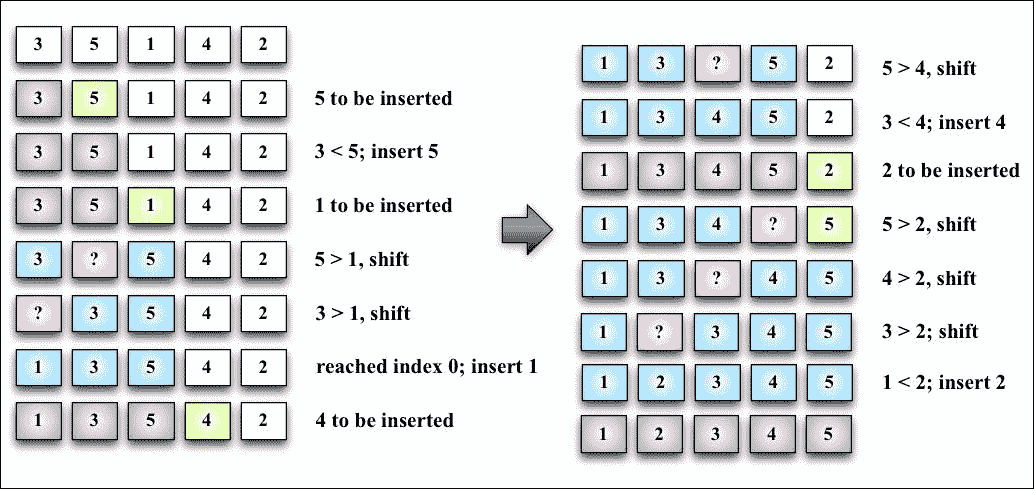 3 5 1 4 2
3 5 1 4 2 5 to be inserted
3 5 1 4 2 3 < 5; insert 5
3 5 1 4 2 1 to be inserted
3 ? 5 4 2 5 > 1, shift
? 3 5 4 2 3 > 1, shift
1 3 5 4 2 reached index 0; insert 1
1 3 5 4 2 4 to be inserted
1 3 ? 5 2 5 > 4, shift
1 3 4 5 2 3 < 4; insert 4
1 3 4 5 2 2 to be inserted
1 3 4 ? 5 5 > 2, shift
1 3 ? 4 5 4 > 2, shift
1 ? 3 4 5 3 > 2; shift
1 2 3 4 5 1 < 2; insert 2
1 2 3 4 5